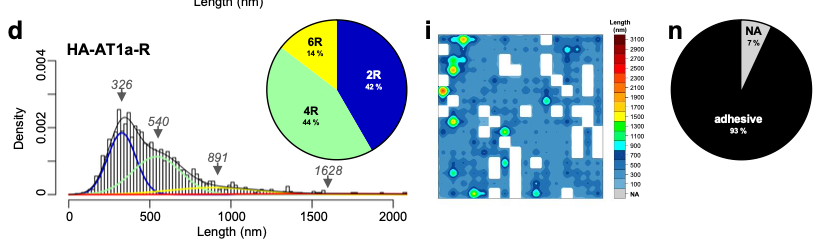 Length (nm)
d
HA-AT1a-R
326
540
891
1628
0.004
0.002
0
Density
0
500
1000
1500
2000
Length (nm)
6R
14 %
2R
42 %
4R
44 %
i
Length
(nm)
3100
2900
2700
2500
2300
2100
1900
1700
1500
1300
1100
900
700
500
300
100
NA
n
NA
7 %
adhesive
93 %